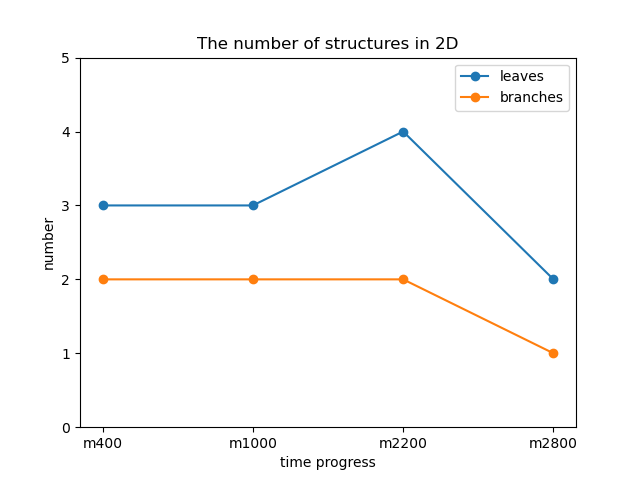 The number of structures in 2D
leaves
branches
number
5
4
3
2
1
0
m400 m1000 m2200 m2800
time progress